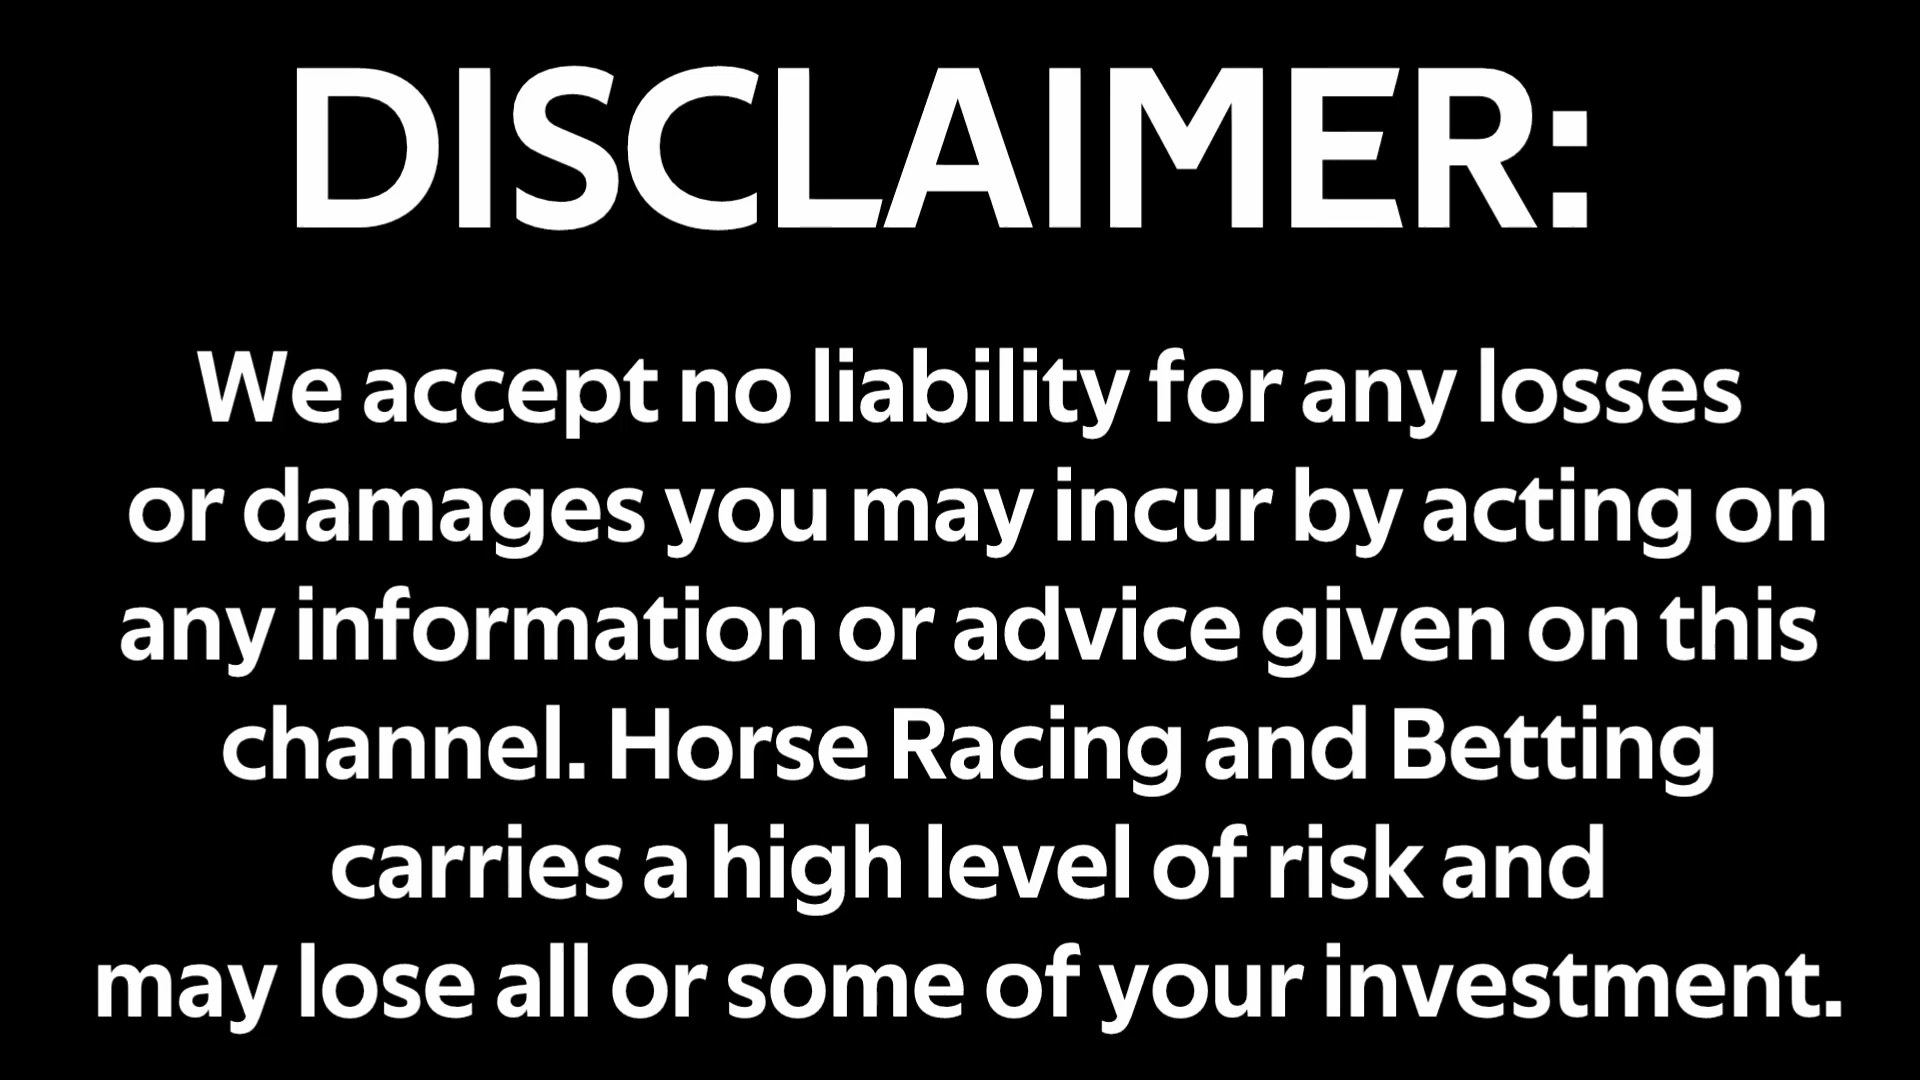 DISCLAIMER:
We accept no liability for any losses
or damages you may incur by acting on
any information or advice given on this
channel. Horse Racing and Betting
carries a high level of risk and
may lose all or some of your investment.